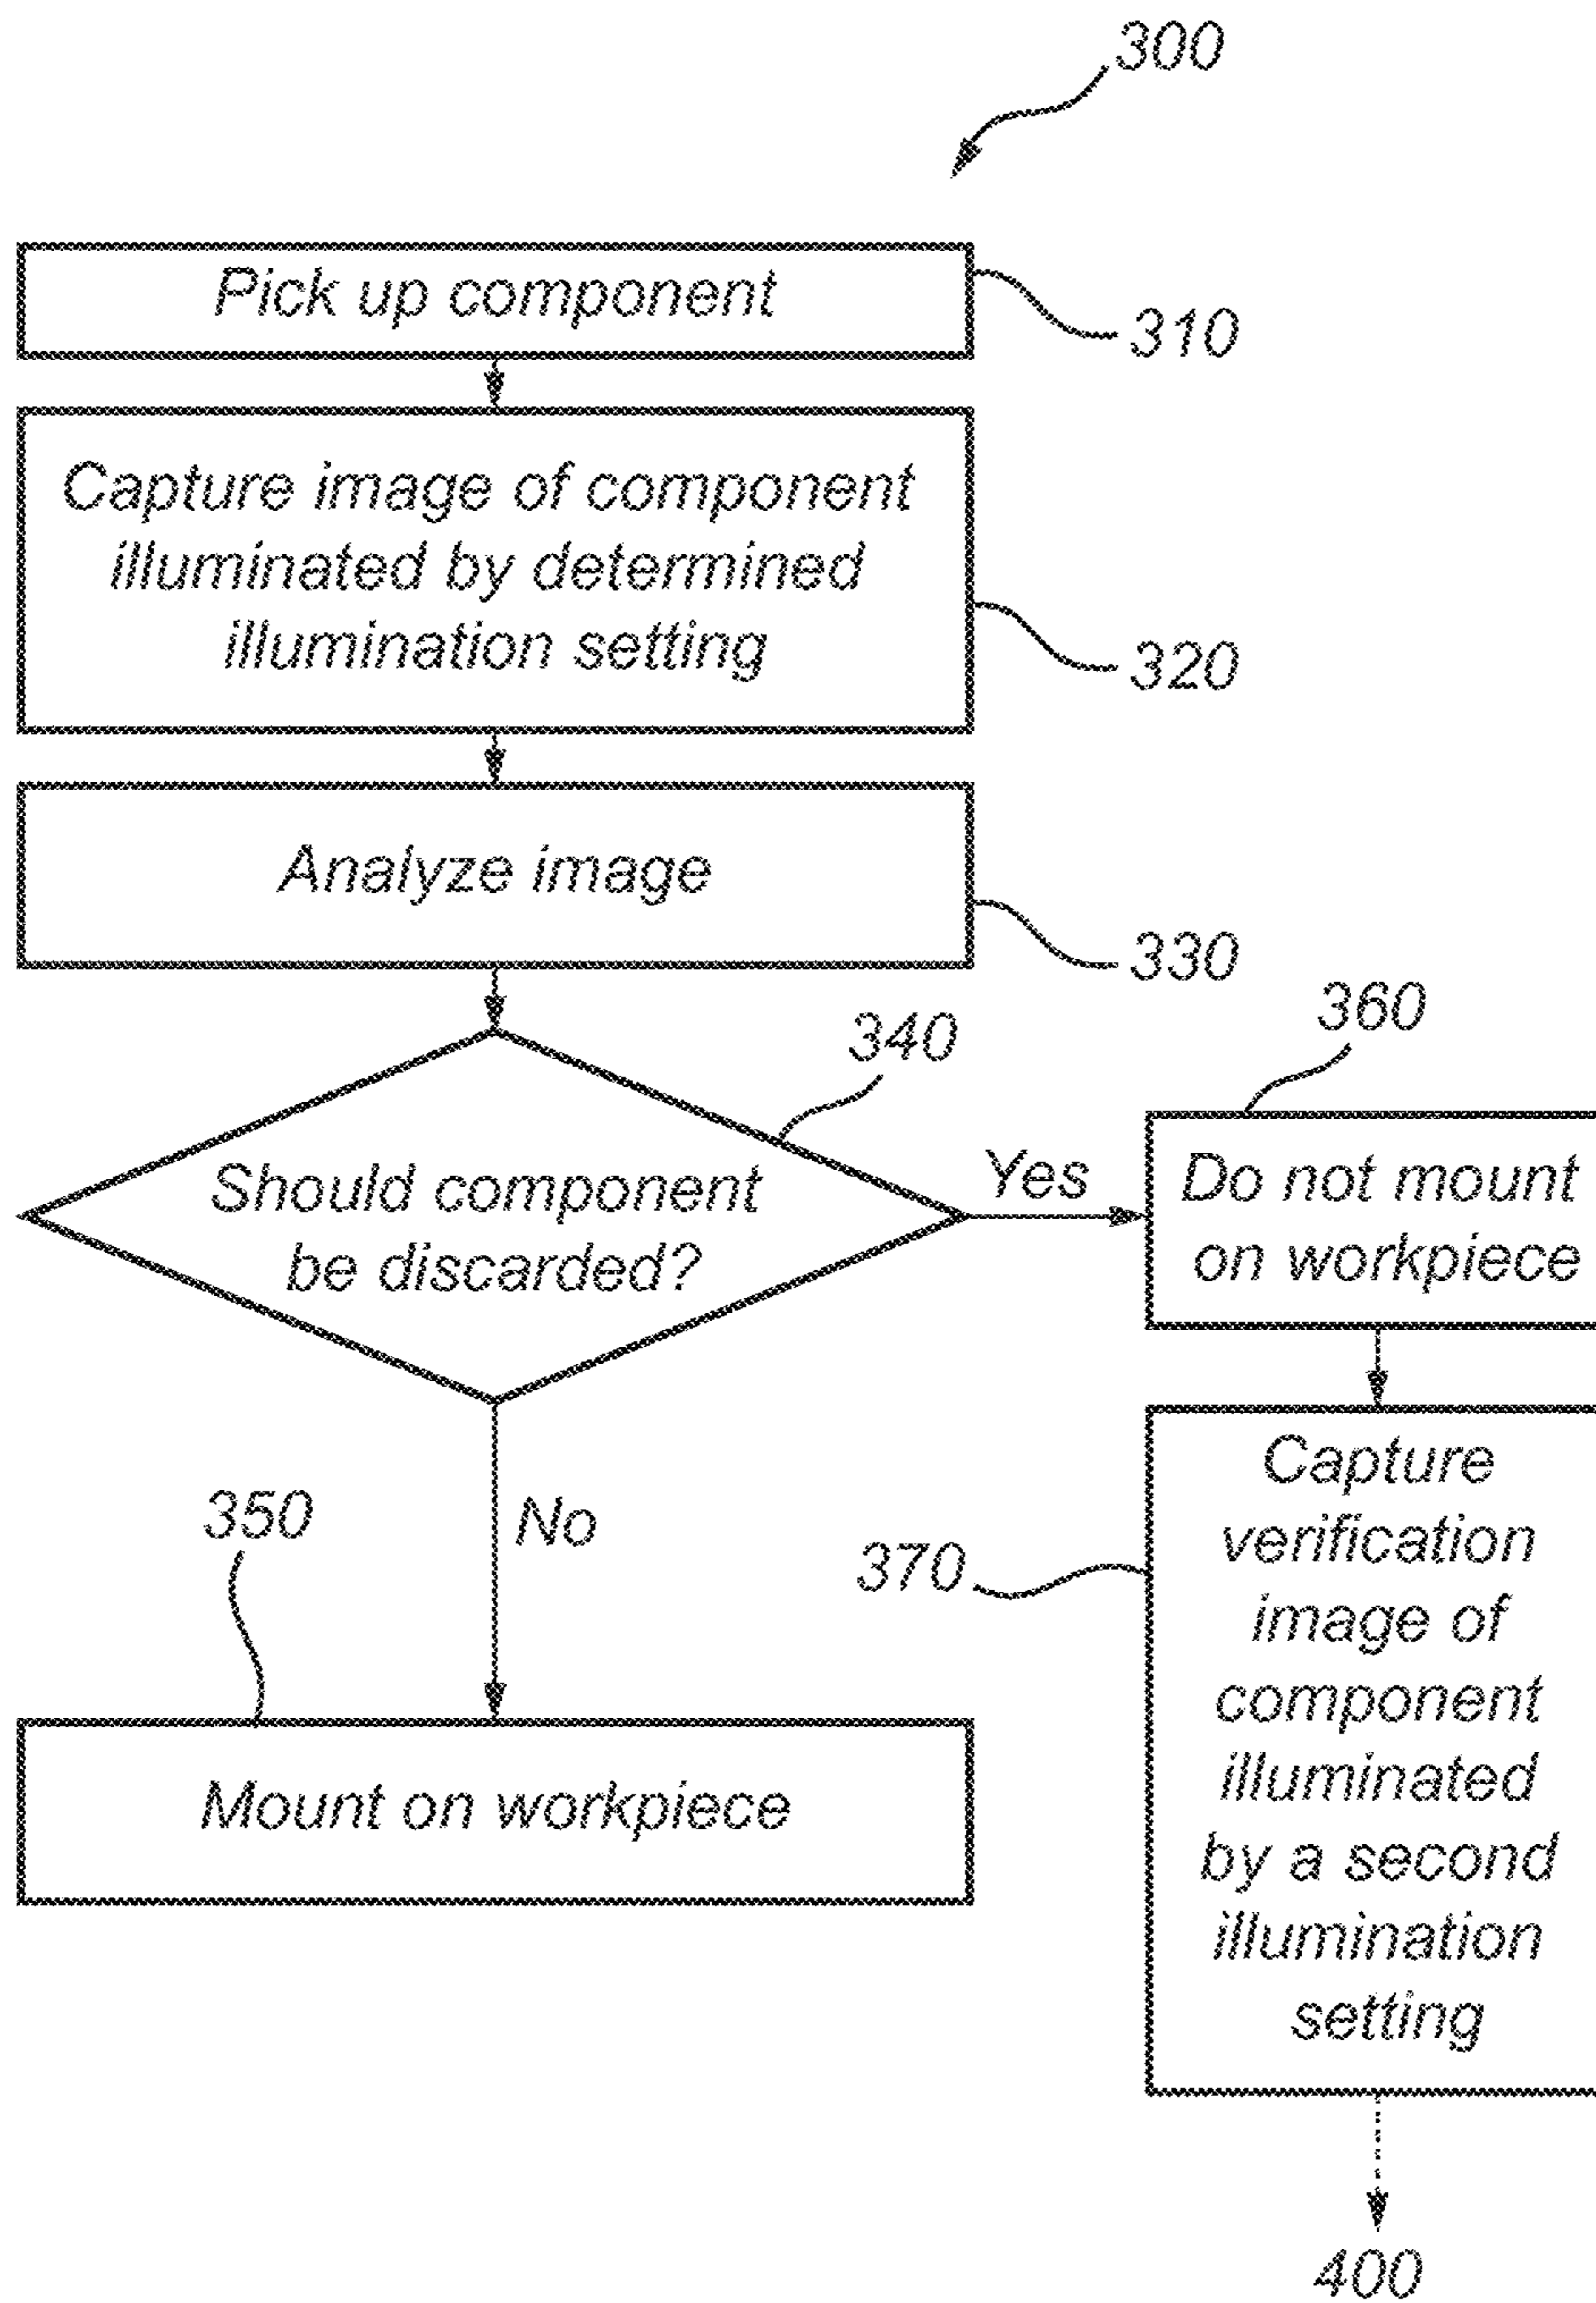 300
Pick up component
310
Capture image of component
illuminated by determined
illumination setting
320
Analyze image
330
340
Should component
be discarded?
Yes
360
Do not mount
on workpiece
No
350
Mount on workpiece
370
Capture
verification
image of
component
illuminated
by a second
illumination
setting
400